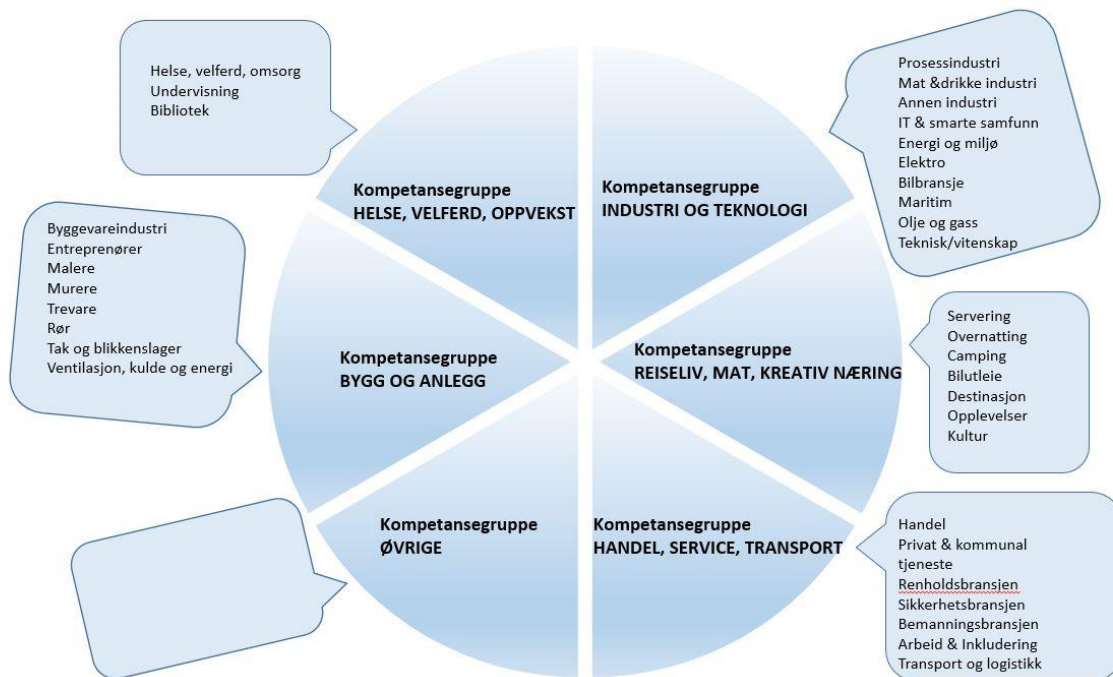 Helse, velferd, omsorg
Undervisning
Bibliotek
Prosessindustri
Mat &drikke industri
Annen industri
IT & smarte samfunn
Energi og miljø
Elektro
Bilbransje
Maritim
Olje og gass
Teknisk/vitenskap
Kompetansegruppe
HELSE, VELFERD, OPPVEKST
Kompetansegruppe
INDUSTRI OG TEKNOLOGI
Byggevareindustri
Entreprenører
Malere
Murere
Trevare
Rør
Tak og blikkenslager
Ventilasjon, kulde og energi
Kompetansegruppe
BYGG OG ANLEGG
Kompetansegruppe
REISELIV, MAT, KREATIV NÆRING
Servering
Overnatting
Camping
Bilutleie
Destinasjon
Opplevelser
Kultur
Kompetansegruppe
ØVRIGE
Kompetansegruppe
HANDEL, SERVICE, TRANSPORT
Handel
Privat & kommunal
tjeneste
Renholdsbransjen
Sikkerhetsbransjen
Bemanningsbransjen
Arbeid & Inkludering
Transport og logistikk